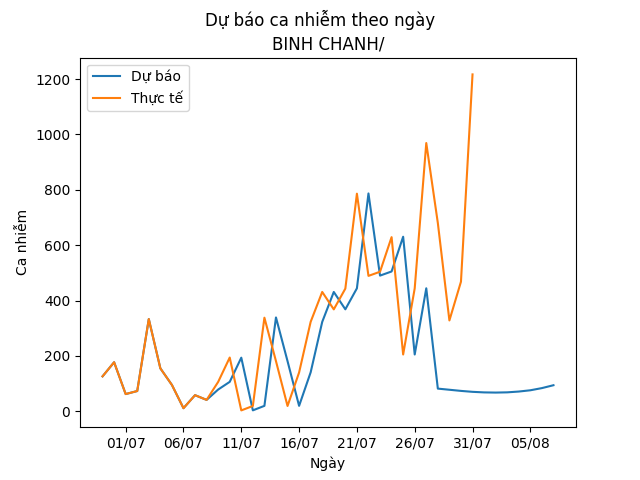 Dự báo ca nhiễm theo ngày
BINH CHANH/
Dự báo
Thực tế
Ca nhiễm
1200
1000
800
600
400
200
0
01/07 06/07 11/07 16/07 21/07 26/07 31/07 05/08
Ngày